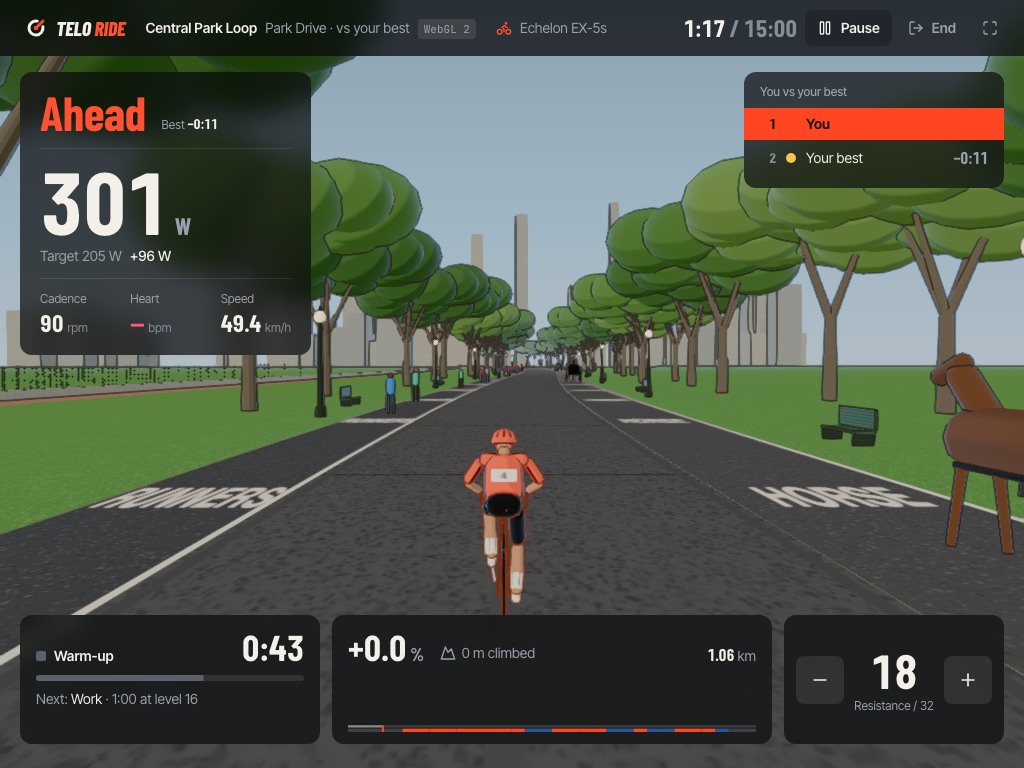 TELO RIDE Central Park Loop Park Drive · vs your best WebGL 2 Echelon EX-5s 1:17 / 15:00 Pause End
Ahead Best −0:11
301 W
Target 205 W +96 W
Cadence Heart Speed
90 rpm – bpm 49.4 km/h
You vs your best
1 You
2 Your best −0:11
4
RUNNERS HORSE
Warm-up 0:43
Next: Work · 1:00 at level 16
+0.0 % 0 m climbed 1.06 km
− 18 +
Resistance / 32